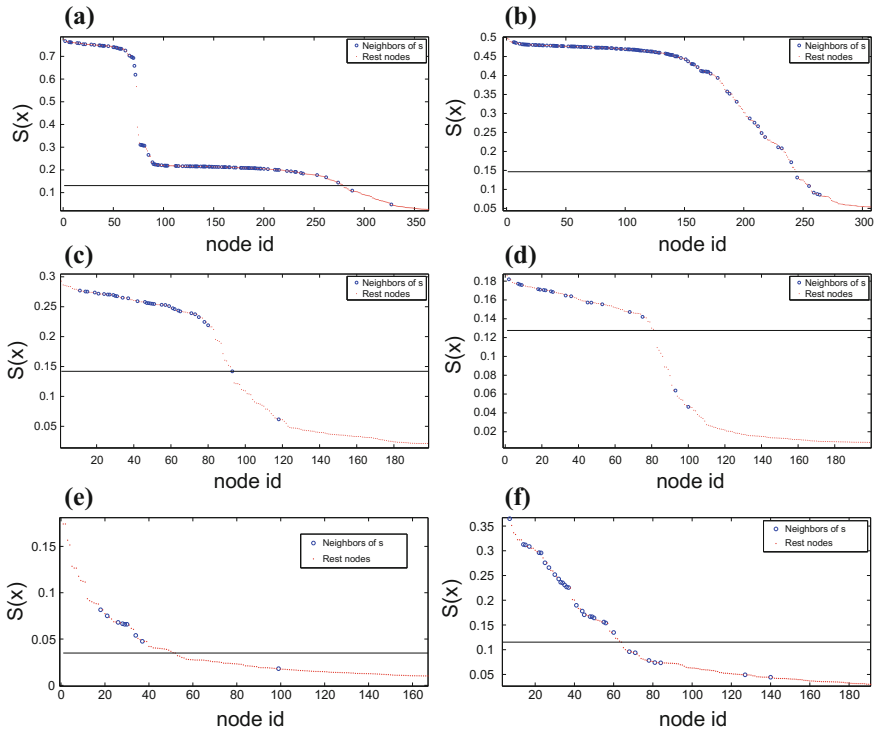 (a)
0.7
0.6
0.5
0.4
0.3
0.2
0.1
S(x)
0 50 100 150 200 250 300 350
node id
Neighbors of s
Rest nodes
(b)
0.5
0.45
0.4
0.35
0.3
0.25
0.2
0.15
0.1
0.05
S(x)
0 50 100 150 200 250 300
node id
Neighbors of s
Rest nodes
(c)
0.3
0.25
0.2
0.15
0.1
0.05
S(x)
20 40 60 80 100 120 140 160 180
node id
Neighbors of s
Rest nodes
(d)
0.18
0.16
0.14
0.12
0.1
0.08
0.06
0.04
0.02
S(x)
0 20 40 60 80 100 120 140 160 180
node id
Neighbors of s
Rest nodes
(e)
0.15
0.1
0.05
0
S(x)
0 20 40 60 80 100 120 140 160
node id
Neighbors of s
Rest nodes
(f)
0.35
0.3
0.25
0.2
0.15
0.1
0.05
S(x)
20 40 60 80 100 120 140 160 180
node id
Neighbors of s
Rest nodes